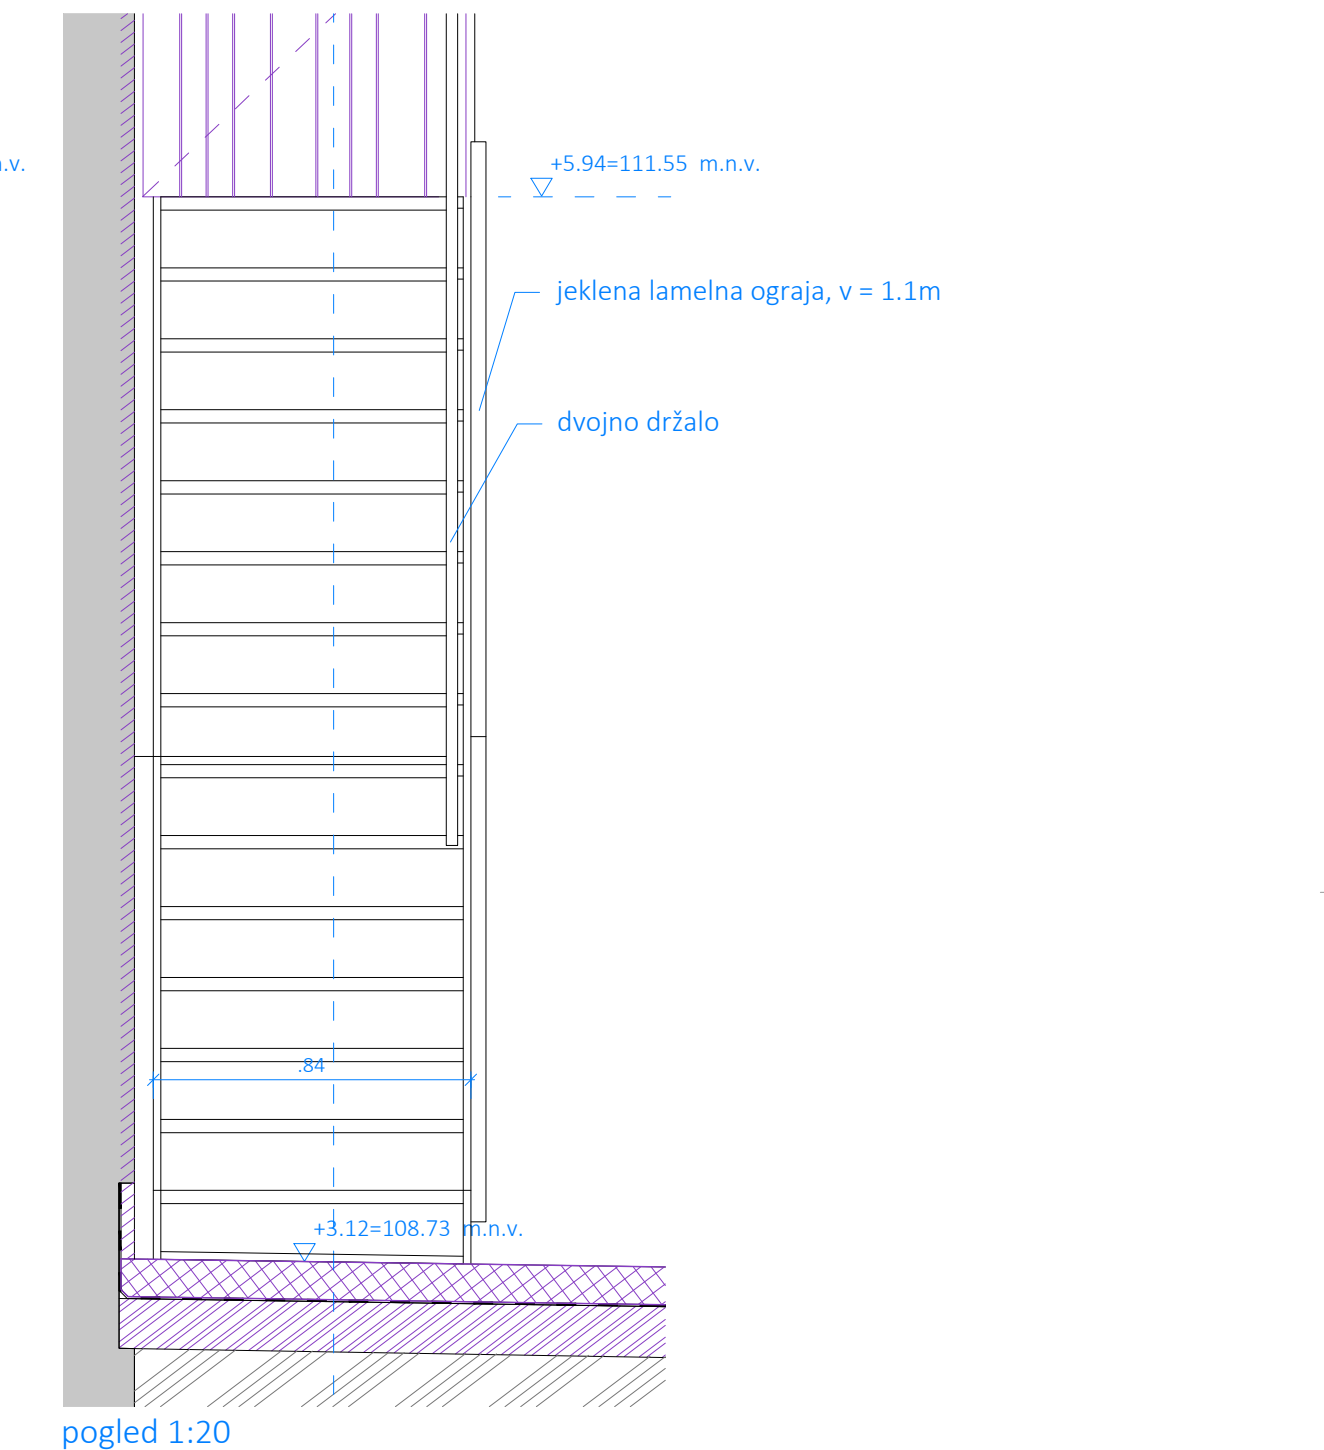 n.v.
+5.94=111.55 m.n.v.
jeklena lamelna ograja, v = 1.1m
dvojno držalo
.84
+3.12=108.73 m.n.v.
pogled 1:20